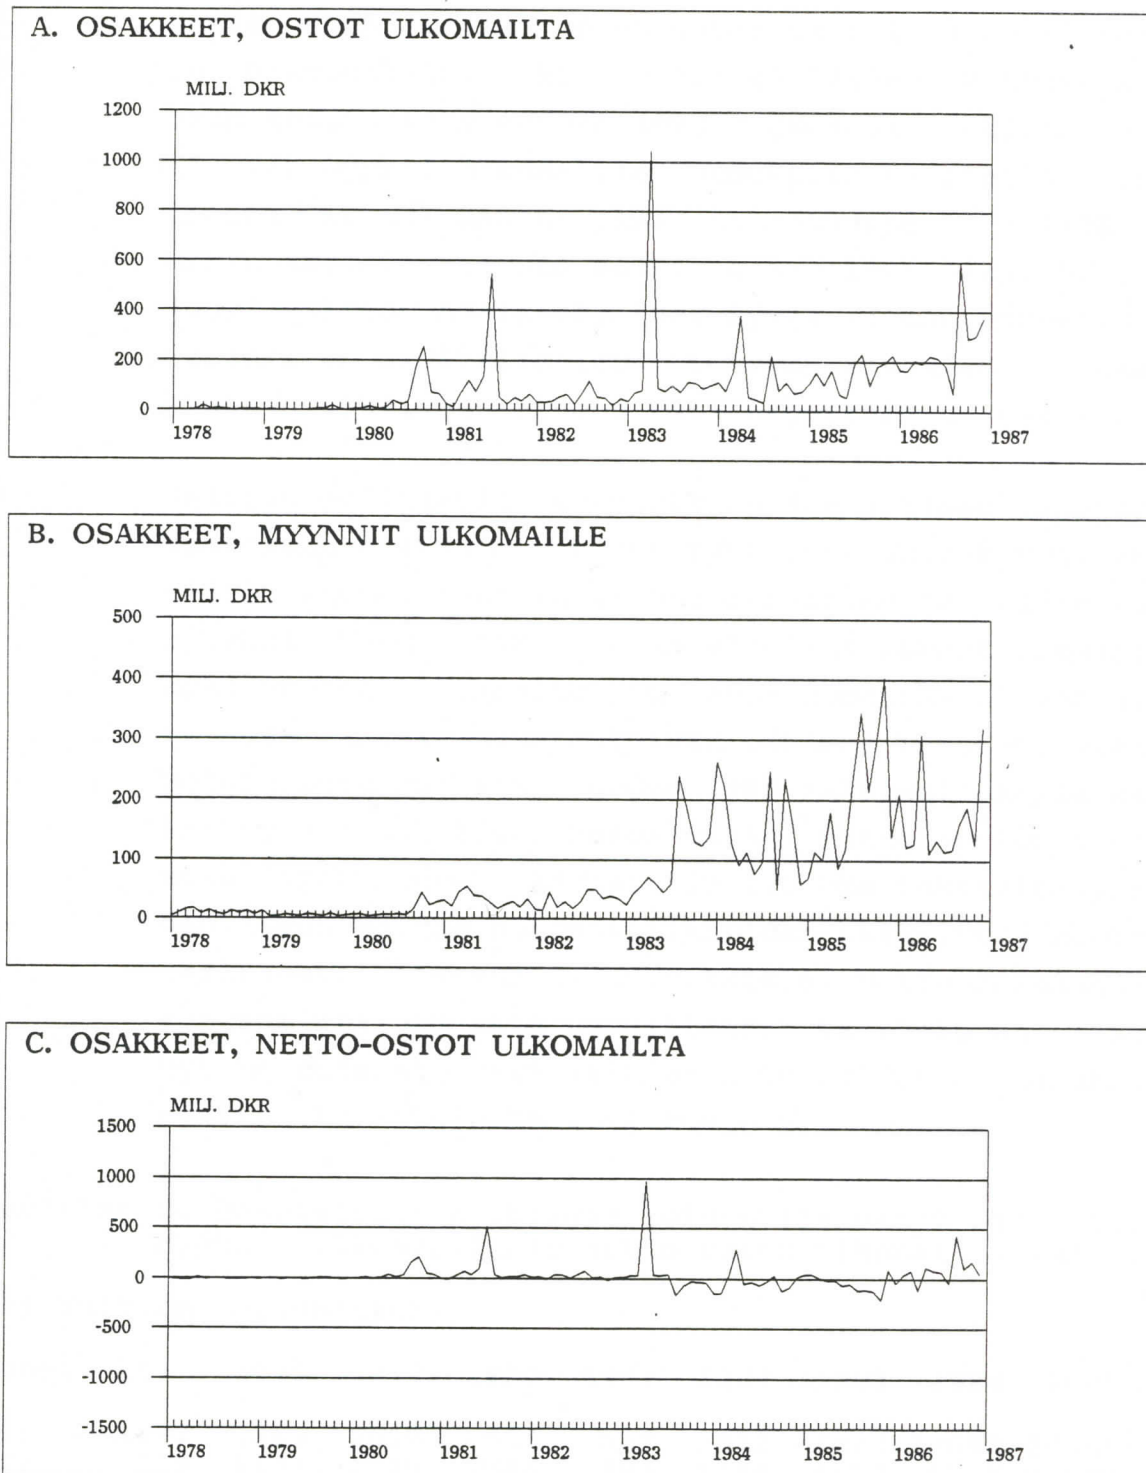 A. OSAKKEET, OSTOT ULKOMAILTA
MILJ. DKR
1200
1000
800
600
400
200
0
1978 1979 1980 1981 1982 1983 1984 1985 1986 1987
B. OSAKKEET, MYYNNIT ULKOMAILLE
MILJ. DKR
500
400
300
200
100
0
1978 1979 1980 1981 1982 1983 1984 1985 1986 1987
C. OSAKKEET, NETTO-OSTOT ULKOMAILTA
MILJ. DKR
1500
1000
500
0
-500
-1000
-1500
1978 1979 1980 1981 1982 1983 1984 1985 1986 1987